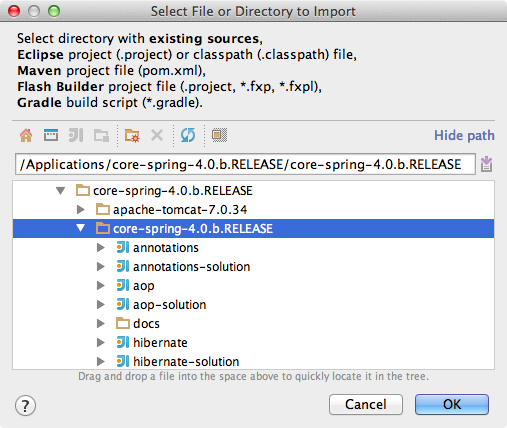 Select File or Directory to Import
Select directory with existing sources,
Eclipse project (.project) or classpath (.classpath) file,
Maven project file (pom.xml),
Flash Builder project file (.project, *.fxp, *.fxpl),
Gradle build script (*.gradle).
Hide path
/Applications/core-spring-4.0.b.RELEASE/core-spring-4.0.b.RELEASE
core-spring-4.0.b.RELEASE
apache-tomcat-7.0.34
core-spring-4.0.b.RELEASE
annotations
annotations-solution
aop
aop-solution
docs
hibernate
hibernate-solution
Drag and drop a file into the space above to quickly locate it in the tree.
?
Cancel
OK